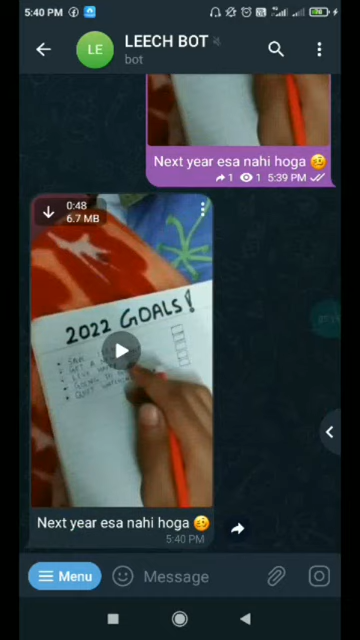 5:40 PM
LE
LEECH BOT
bot
Next year esa nahi hoga 🥴
1 1 5:39 PM
0:48
6.7 MB
2022 GOALS!
Next year esa nahi hoga 🥴
5:40 PM
Menu
Message